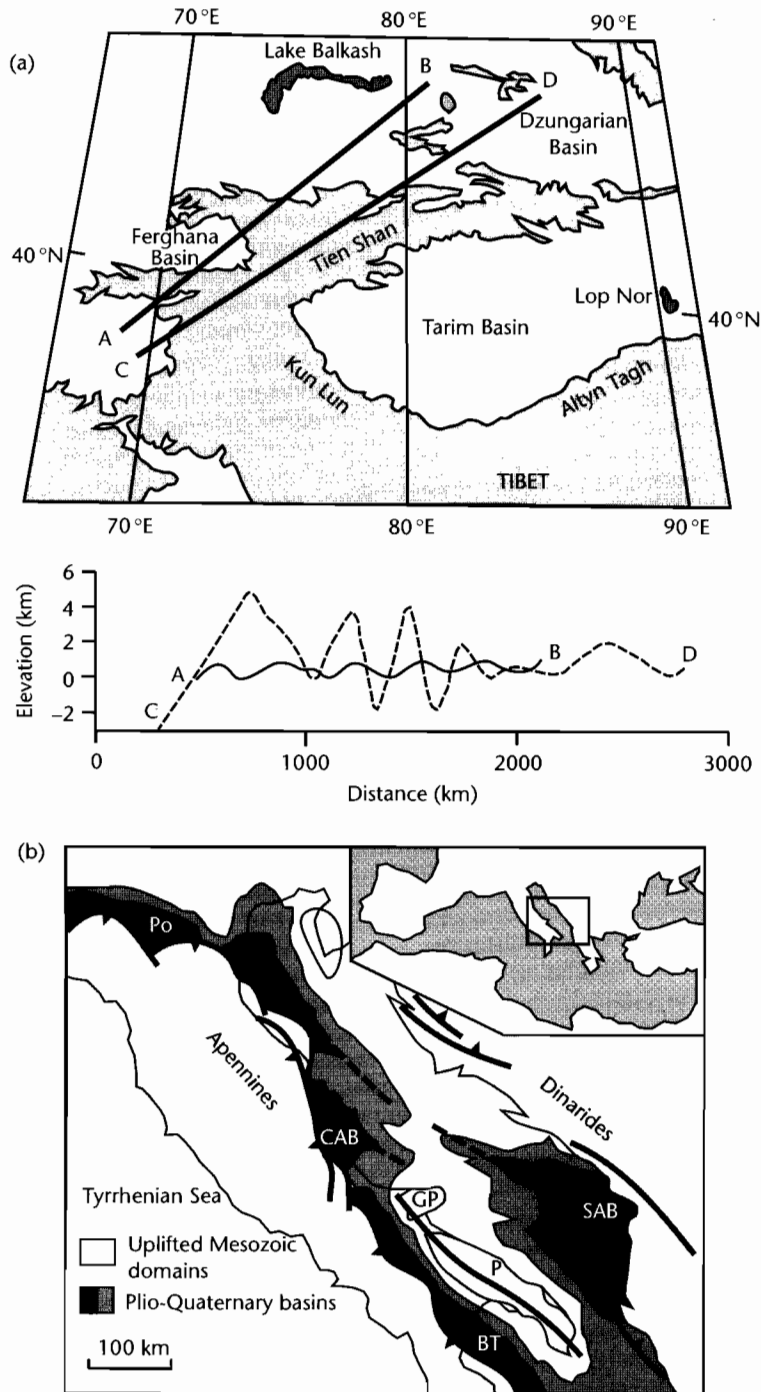 70°E 80°E 90°E
(a)
Lake Balkash
B
D
Dzungarian
Basin
Ferghana
Basin
40°N
Tien Shan
Lop Nor
40°N
A
Tarim Basin
C
Kun Lun
Altyn Tagh
TIBET
70°E 80°E 90°E
Elevation (km)
6
4
2
0
−2
A
B
D
C
0 1000 2000 3000
Distance (km)
(b)
Po
Apennines
Dinarides
CAB
Tyrrhenian Sea
GP
SAB
Uplifted Mesozoic
domains
P
Plio-Quaternary basins
100 km
BT